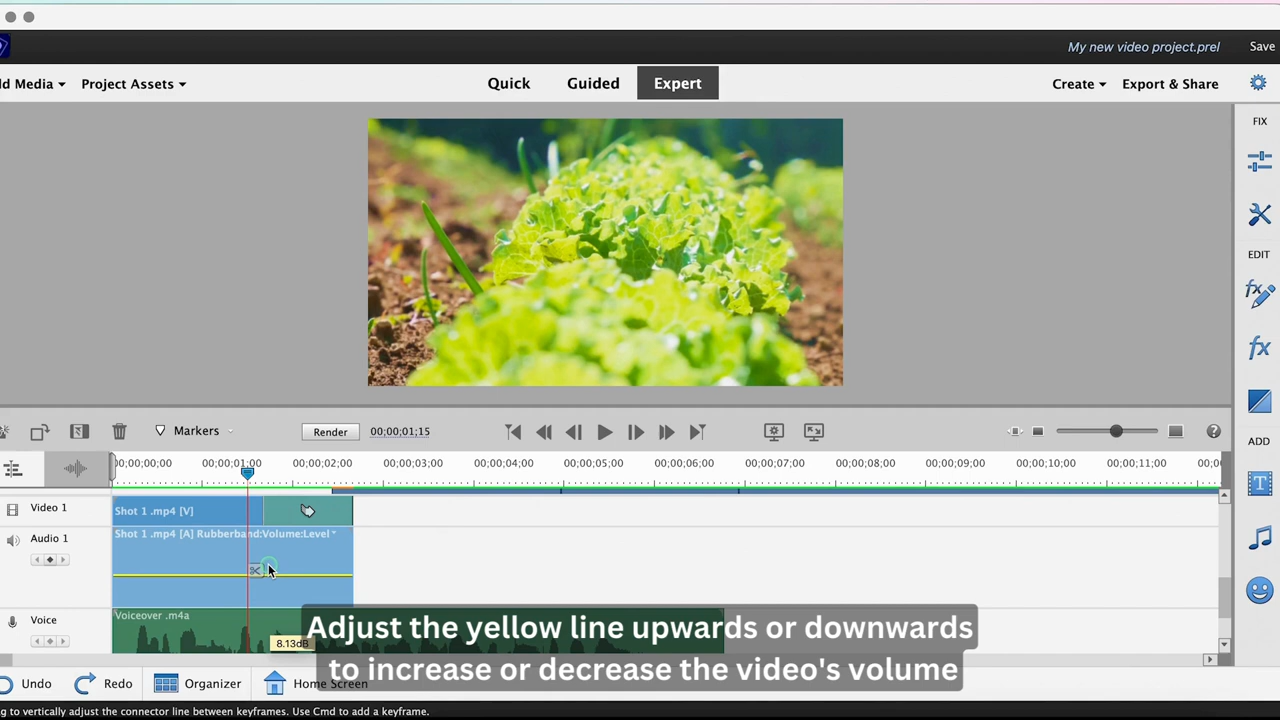 My new video project.prel Save
ld Media Project Assets Quick Guided Expert Create Export & Share
FIX
EDIT
ADD
Markers Render 00;00;01;15
00;00;00;00 00;00;01;00 00;00;02;00 00;00;03;00 00;00;04;00 00;00;05;00 00;00;06;00 00;00;07;00 00;00;08;00 00;00;09;00 00;00;10;00 00;00;11;00 00;00;
Video 1 Shot 1 .mp4 [V]
Audio 1 Shot 1 .mp4 [A] Rubberband:Volume:Level
Voice Voiceover .m4a
8.13dB
Adjust the yellow line upwards or downwards
to increase or decrease the video's volume
Undo Redo Organizer Home Screen
g to vertically adjust the connector line between keyframes. Use Cmd to add a keyframe.